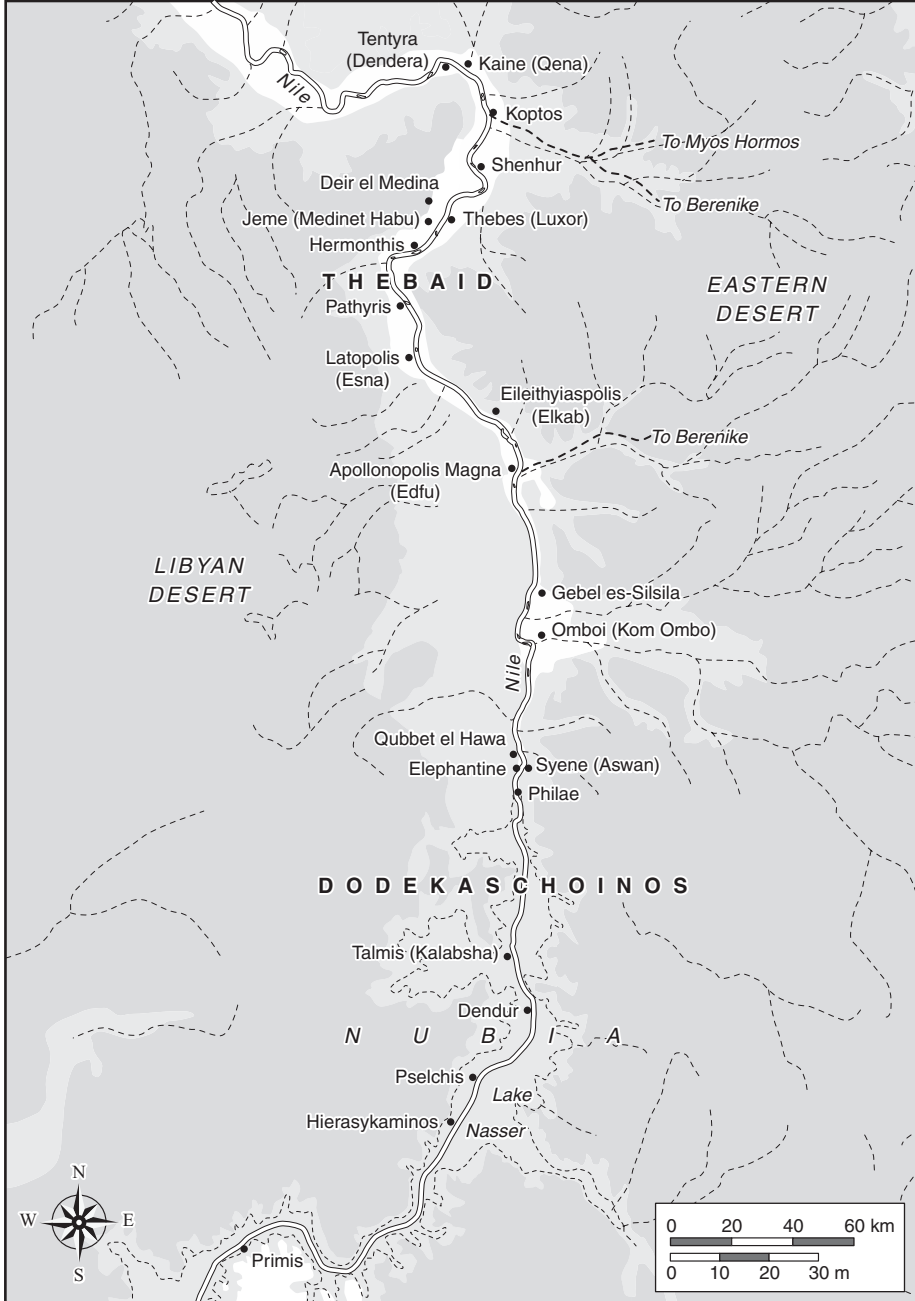 Tentyra
(Dendera)
Kaine (Qena)
Nile
Koptos
To Myos Hormos
Shenhur
Deir el Medina
To Berenike
Jeme (Medinet Habu)
Thebes (Luxor)
Hermonthis
THEBAID
EASTERN
DESERT
Pathyris
Latopolis
(Esna)
Eileithyiaspolis
(Elkab)
To Berenike
Apollonopolis Magna
(Edfu)
LIBYAN
DESERT
Gebel es-Silsila
Omboi (Kom Ombo)
Nile
Qubbet el Hawa
Elephantine
Syene (Aswan)
Philae
DODEKASCHOINOS
Talmis (Kalabsha)
Dendur
NUBIA
Pselchis
Lake
Nasser
Hierasykaminos
N
W
E
S
Primis
0 20 40 60 km
0 10 20 30 m